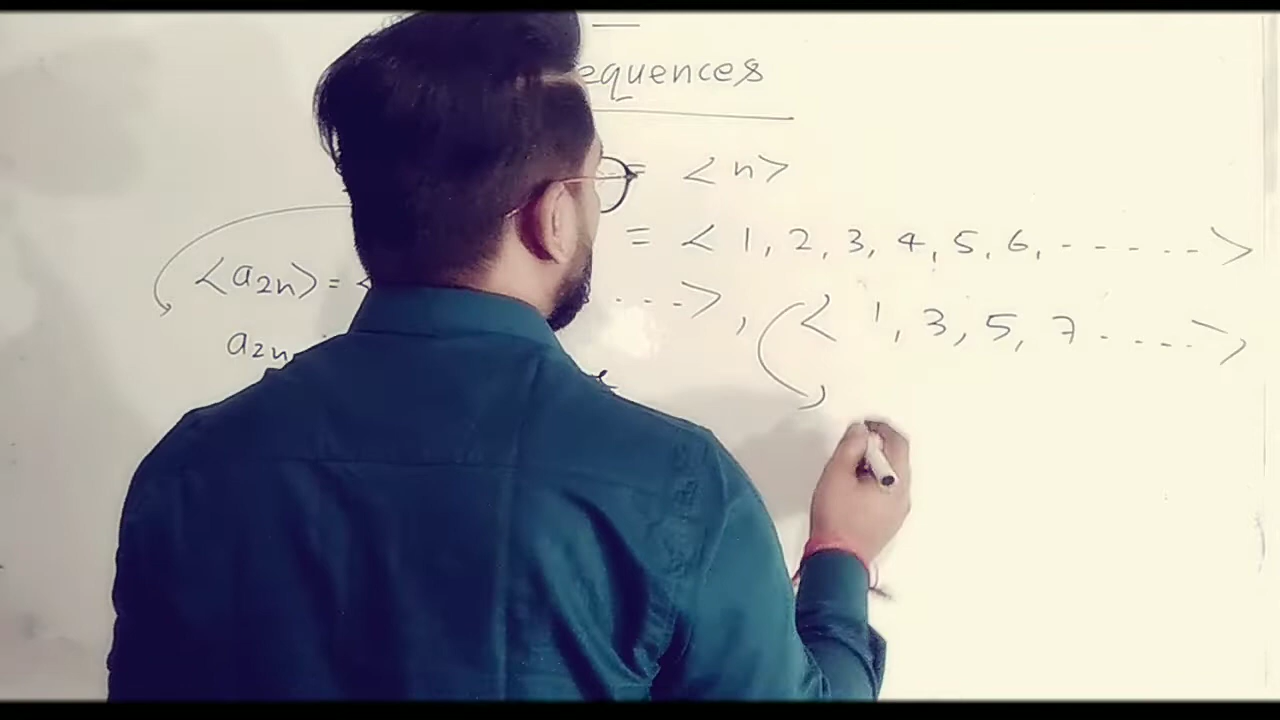 equences
= < n >
= < 1, 2, 3, 4, 5, 6, ------>
<a2n> = < ...->, < 1, 3, 5, 7 ------>
a2n